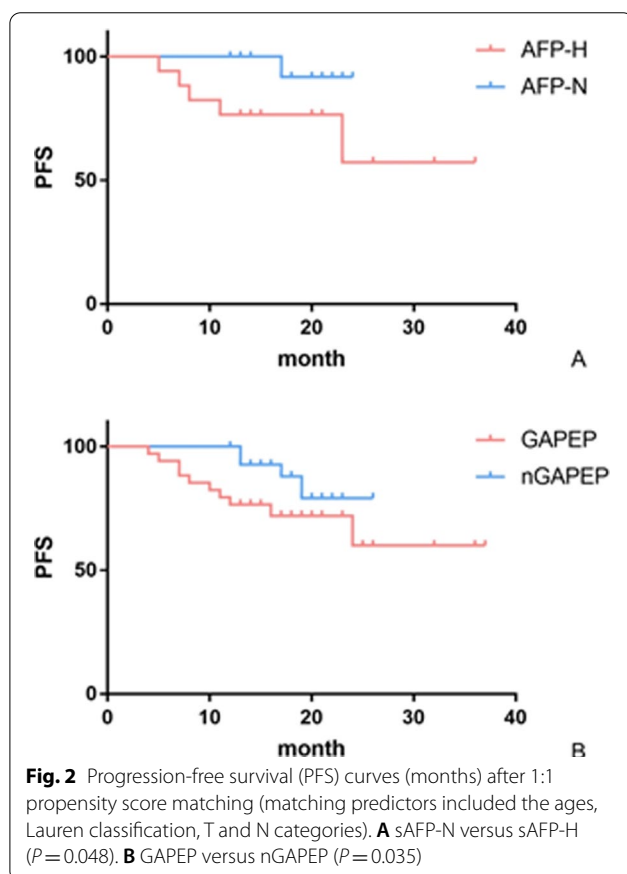 100
50
0
PFS
0
10
20
30
40
month
AFP-H
AFP-N
A
100
50
0
PFS
0
10
20
30
40
month
GAPEP
nGAPEP
B
Fig. 2 Progression-free survival (PFS) curves (months) after 1:1
propensity score matching (matching predictors included the ages,
Lauren classification, T and N categories). A sAFP-N versus sAFP-H
(P = 0.048). B GAPEP versus nGAPEP (P = 0.035)